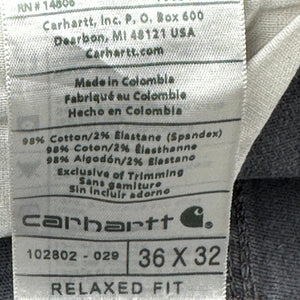 RN # 14806
Carhartt, Inc. P. O. Box 600
Dearbon, MI 48121 USA
Carhartt.com
Made in Colombia
Fabriqué au Colombie
Hecho en Colombia
98% Cotton/2% Elastane (Spandex)
98% Coton/2% Élasthanne
98% Algodón/2% Elastano
Exclusive of Trimming
Sans garniture
Sin incluir adorno
carhartt
102802 - 029
36 X 32
RELAXED FIT